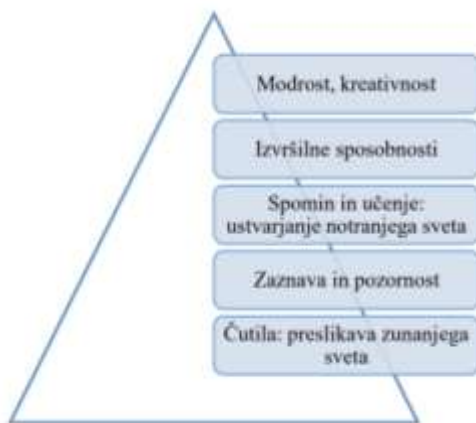 Modrost, kreativnost
Izvršilne sposobnosti
Spomin in učenje:
ustvarjanje notranjega sveta
Zaznava in pozornost
Čutila: preslikava zunanjega
sveta